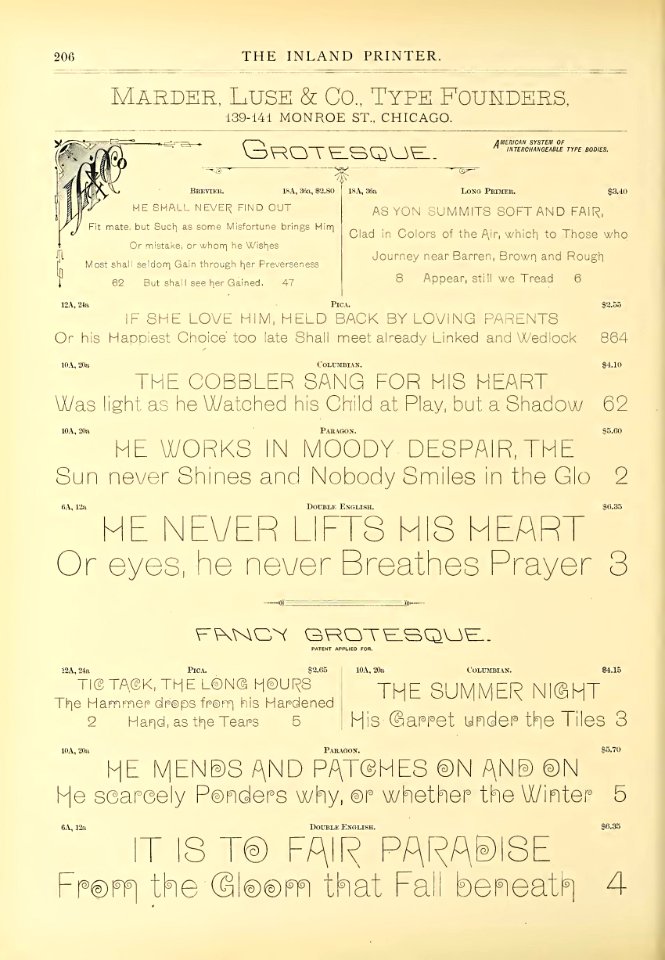 206 THE INLAND PRINTER.
MARDER, LUSE & CO., TYPE FOUNDERS,
139-141 MONROE ST., CHICAGO.
GROTESQUE.
AMERICAN SYSTEM OF
INTERCHANGEABLE TYPE BODIES.
BREVIER. 18A, 36a, $2.80
HE SHALL NEVER FIND OUT
Fit mate, but Such as some Misfortune brings Him
Or mistake, or whom he Wishes
Most shall seldom Gain through her Preverseness
62 But shall see her Gained, 47
18A, 36a LONG PRIMER. $3.40
AS YON SUMMITS SOFT AND FAIR,
Clad in Colors of the Air, which to Those who
Journey near Barren, Brown and Rough
8 Appear, still we Tread 6
12A, 24a PICA. $2.55
IF SHE LOVE HIM, HELD BACK BY LOVING PARENTS
Or his Happiest Choice too late Shall meet already Linked and Wedlock 864
10A, 20a COLUMBIAN. $4.10
THE COBBLER SANG FOR HIS HEART
Was light as he Watched his Child at Play, but a Shadow 62
10A, 20a PARAGON. $5.60
HE WORKS IN MOODY DESPAIR, THE
Sun never Shines and Nobody Smiles in the Glo 2
6A, 12a DOUBLE ENGLISH. $6.35
HE NEVER LIFTS HIS HEART
Or eyes, he never Breathes Prayer 3
FANCY GROTESQUE.
PATENT APPLIED FOR.
12A, 24a PICA. $2.65
TIC TACK, THE LONG HOURS
The Hammer drops from his Hardened
2 Hand, as the Tears 5
10A, 20a COLUMBIAN. $4.15
THE SUMMER NIGHT
His Garret under the Tiles 3
10A, 20a PARAGON. $5.70
HE MENDS AND PATCHES ON AND ON
He scarcely Ponders why, or whether the Winter 5
6A, 12a DOUBLE ENGLISH. $6.35
IT IS TO FAIR PARADISE
From the Gloom that Fall beneath 4